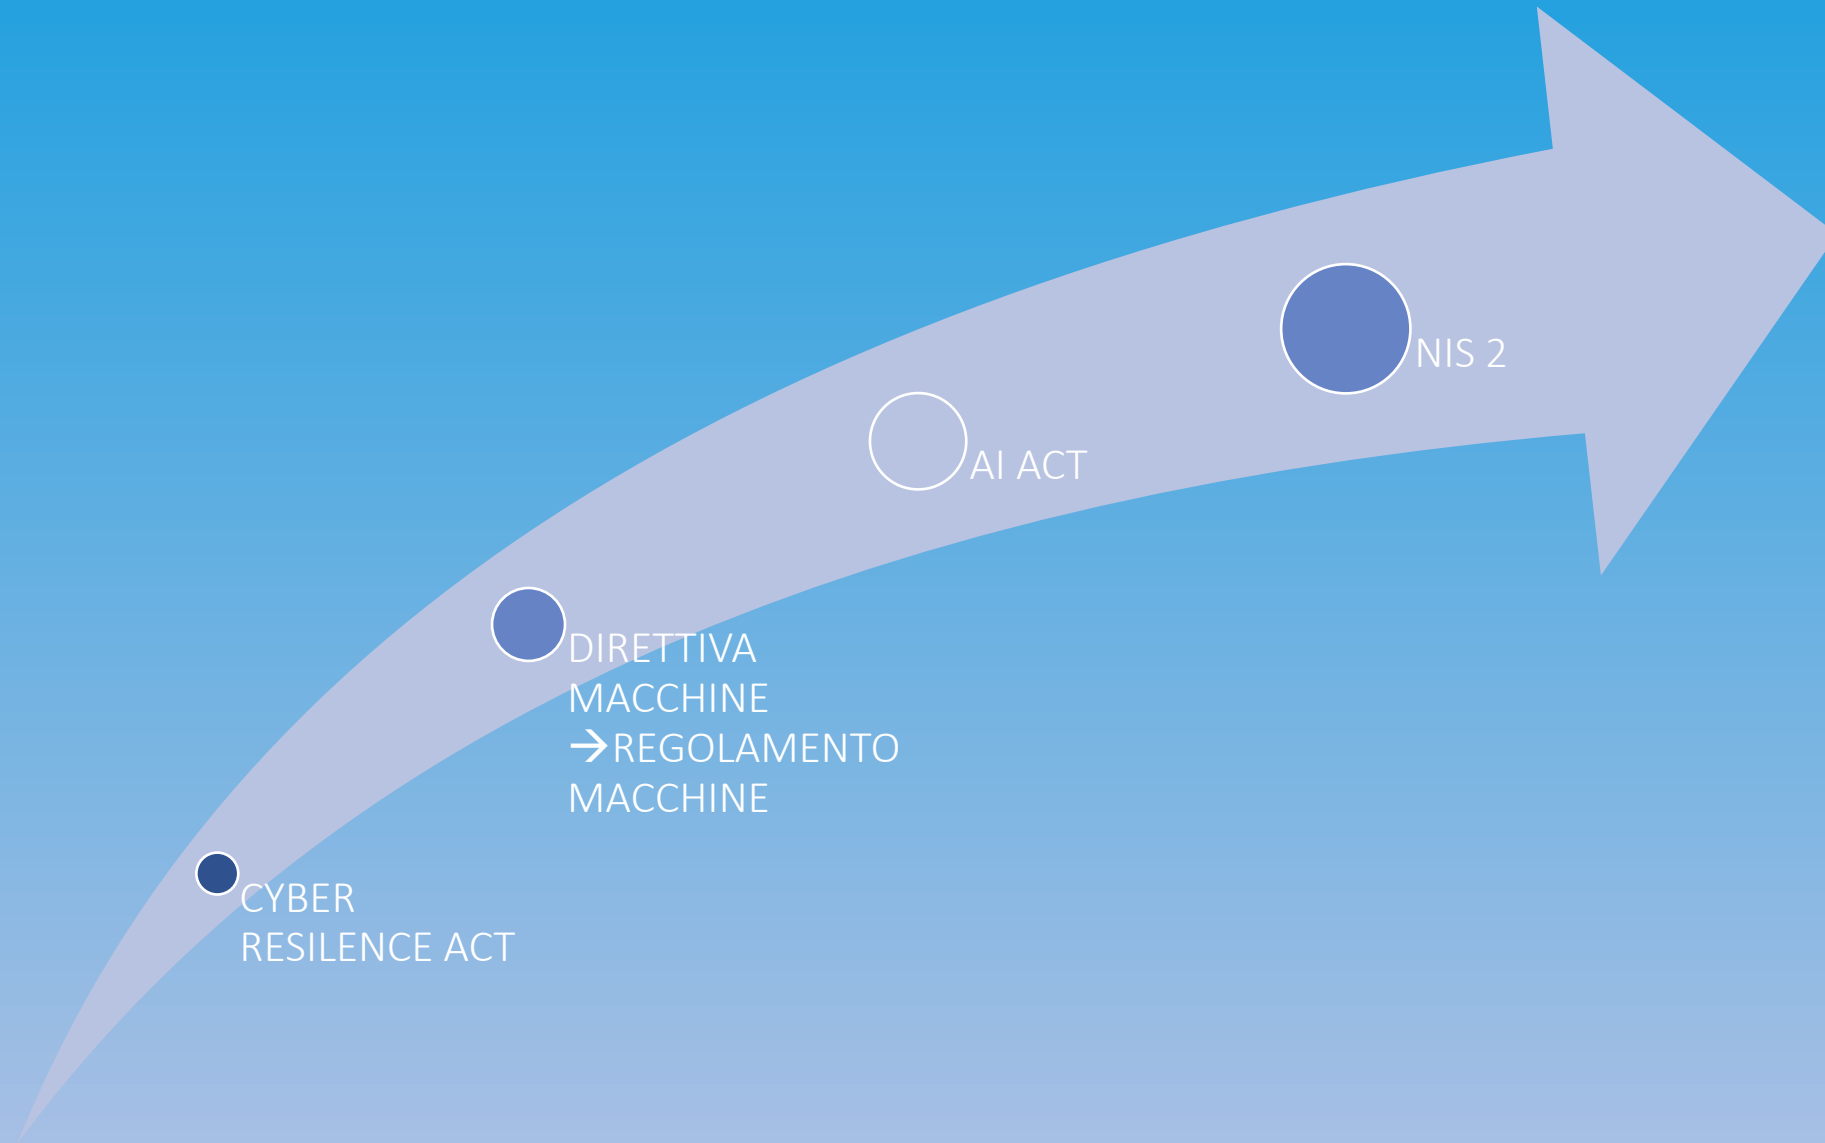 CYBER
RESILENCE ACT
DIRETTIVA
MACCHINE
→REGOLAMENTO
MACCHINE
AI ACT
NIS 2